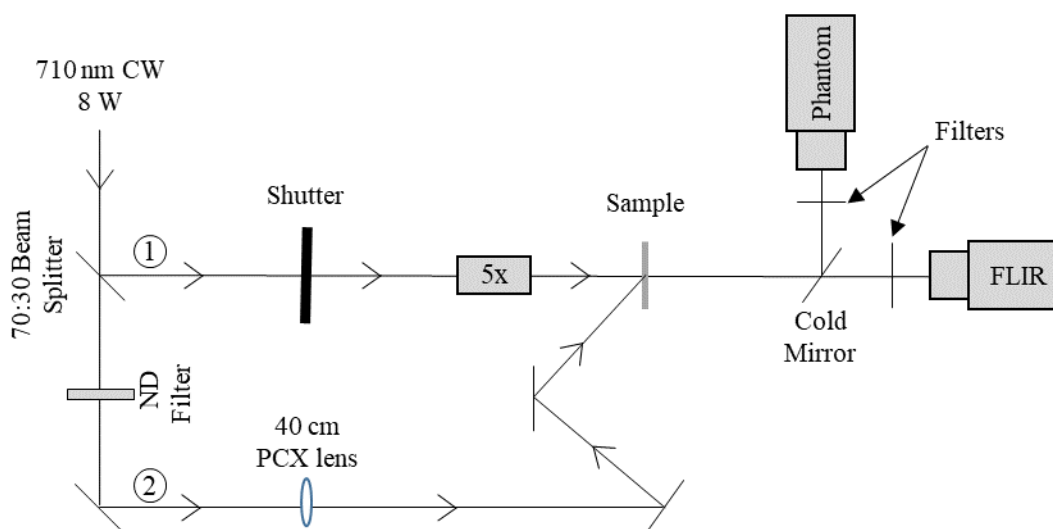 710 nm CW
8 W
Phantom
Filters
Shutter
Sample
70:30 Beam
Splitter
1
5x
FLIR
Cold
Mirror
ND
Filter
40 cm
PCX lens
2